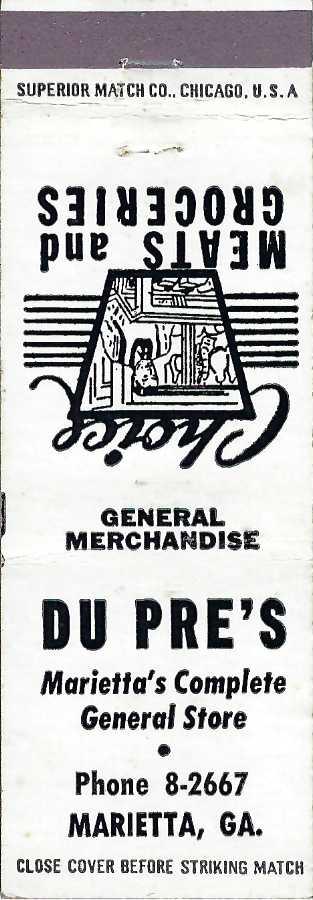 SUPERIOR MATCH CO., CHICAGO, U.S.A
Choice
MEATS and
GROCERIES
GENERAL
MERCHANDISE
DU PRE'S
Marietta's Complete
General Store
•
Phone 8-2667
MARIETTA, GA.
CLOSE COVER BEFORE STRIKING MATCH